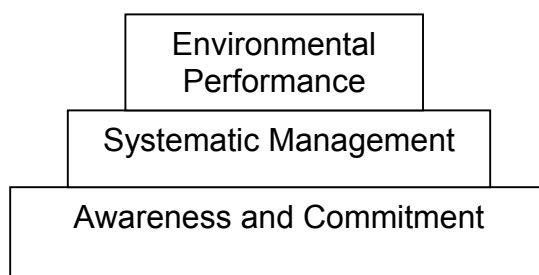 Environmental
Performance
Systematic Management
Awareness and Commitment